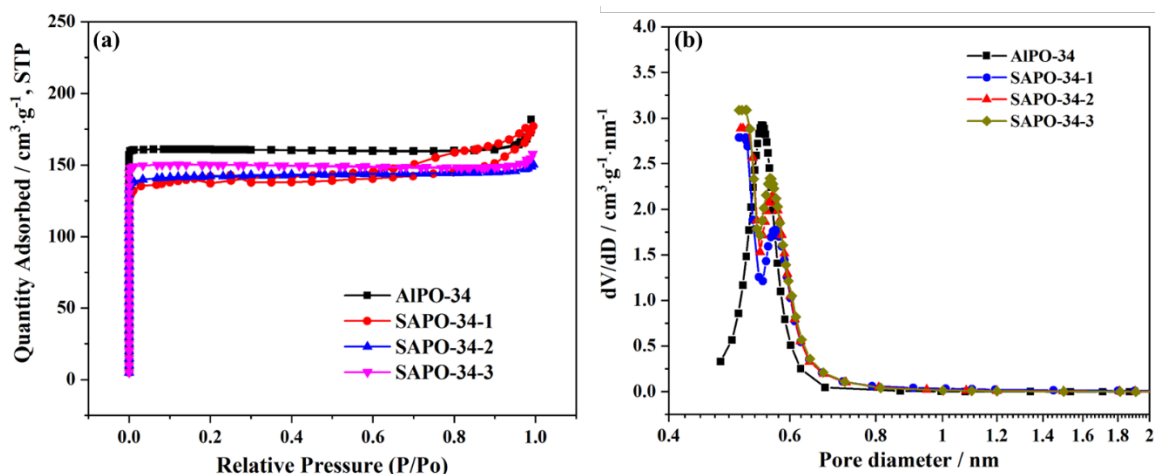 (a)
Quantity Adsorbed / cm³·g⁻¹, STP
250
200
150
100
50
0
AlPO-34
SAPO-34-1
SAPO-34-2
SAPO-34-3
0.0 0.2 0.4 0.6 0.8 1.0
Relative Pressure (P/Po)
(b)
dV/dD / cm³·g⁻¹·nm⁻¹
4.0
3.5
3.0
2.5
2.0
1.5
1.0
0.5
0.0
AlPO-34
SAPO-34-1
SAPO-34-2
SAPO-34-3
0.4 0.6 0.8 1 1.2 1.4 1.6 1.8 2
Pore diameter / nm